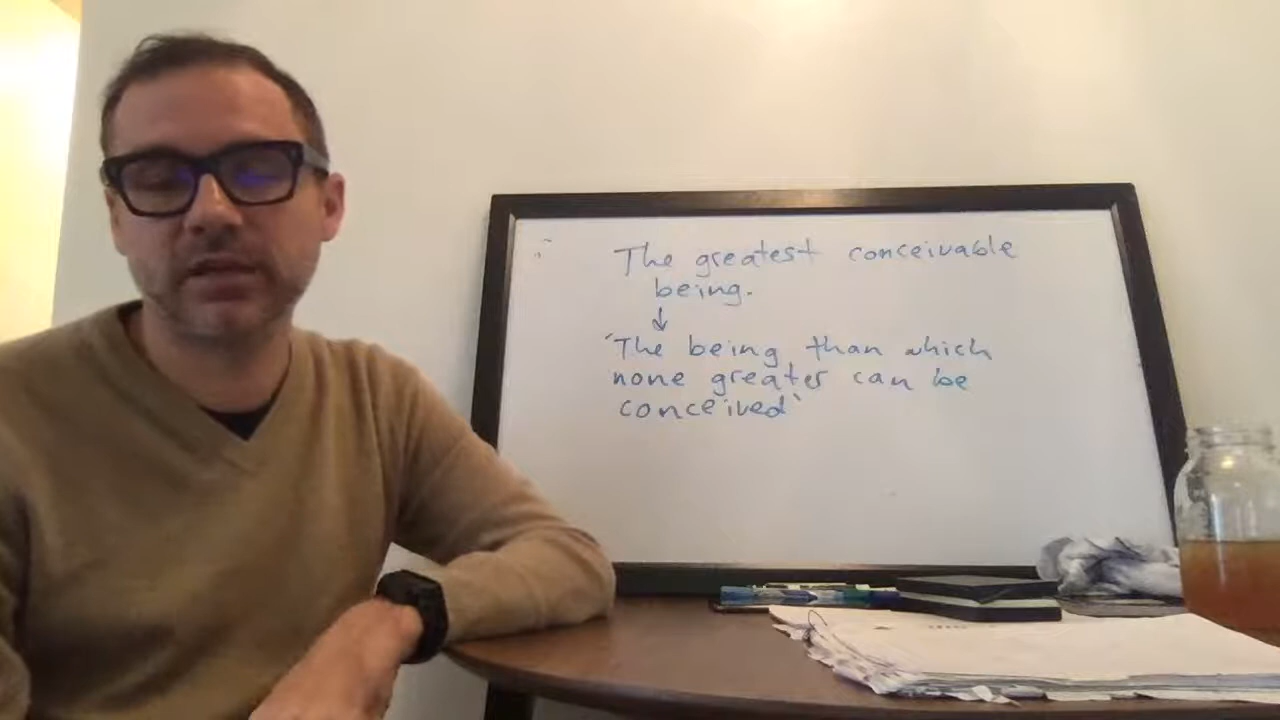 The greatest conceivable
being.
↓
'The being than which
none greater can be
conceived'